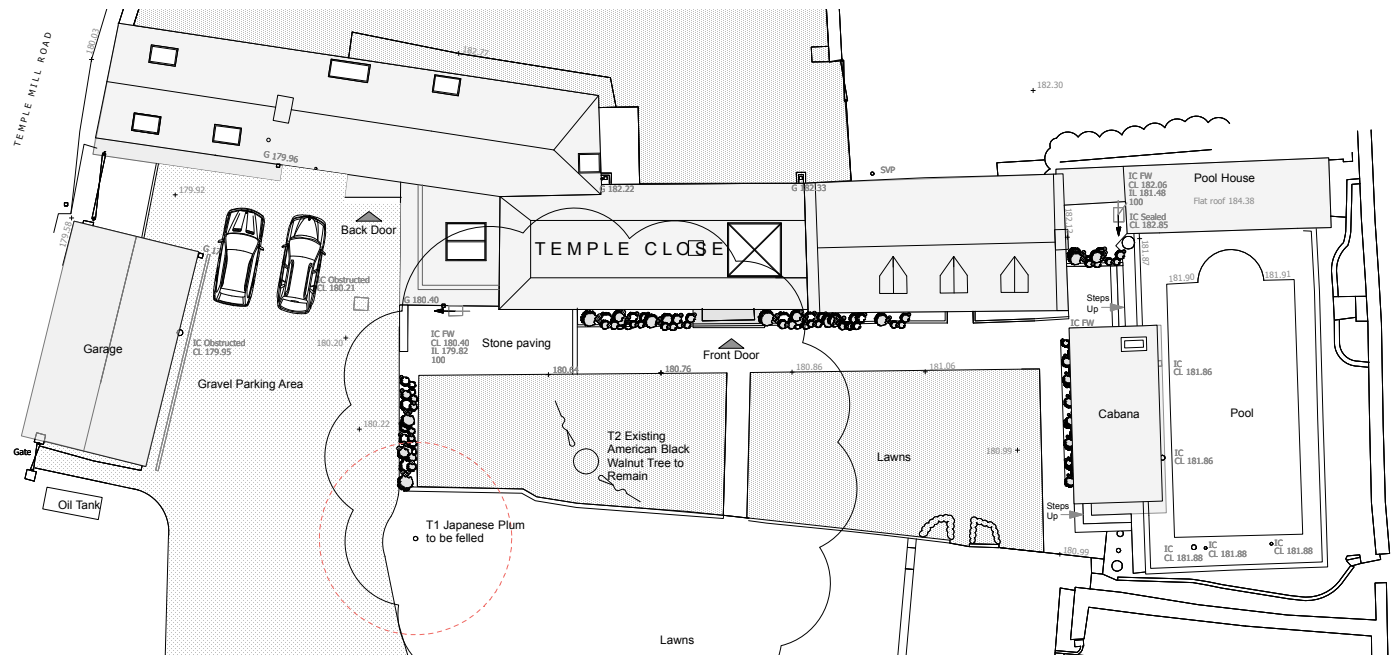 TEMPLE MILL ROAD
180.03
182.77
182.30
G 179.96
SVP
G 182.22
G 182.33
IC FW
CL 182.06
IL 181.48
100
Pool House
Flat roof 184.38
IC Sealed
CL 182.85
179.92
179.58
Back Door
TEMPLE CLOSE
182.12
181.87
181.90
181.91
IC Obstructed
CL 180.21
G 180.40
Steps
Up
IC FW
IC FW
CL 180.40
IL 179.82
100
Stone paving
Front Door
Garage
IC Obstructed
CL 179.95
180.20
Gravel Parking Area
180.64
180.76
180.86
181.06
IC
CL 181.86
Cabana
Pool
180.22
T2 Existing
American Black
Walnut Tree to
Remain
Lawns
180.99
IC
CL 181.86
Gate
Oil Tank
T1 Japanese Plum
to be felled
Steps
Up
180.99
IC
CL 181.88
IC
CL 181.88
IC
CL 181.88
Lawns